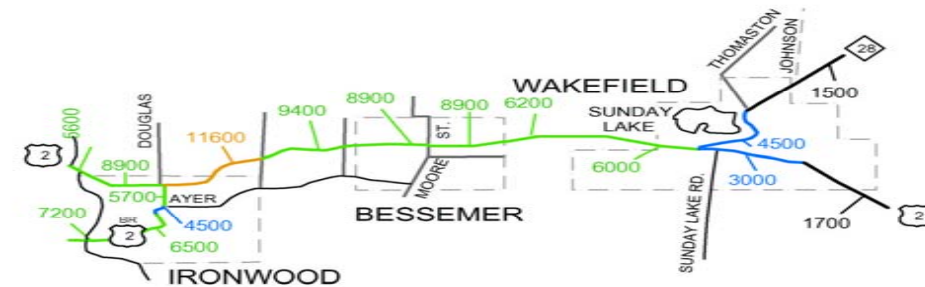 THOMASTON
JOHNSON
28
WAKEFIELD
1500
DOUGLAS
9400
8900
8900
6200
SUNDAY
LAKE
6600
11600
ST.
2
8900
6000
4500
5700
AYER
MOORE
3000
7200
BR
2
4500
BESSEMER
SUNDAY LAKE RD.
1700
2
6500
IRONWOOD